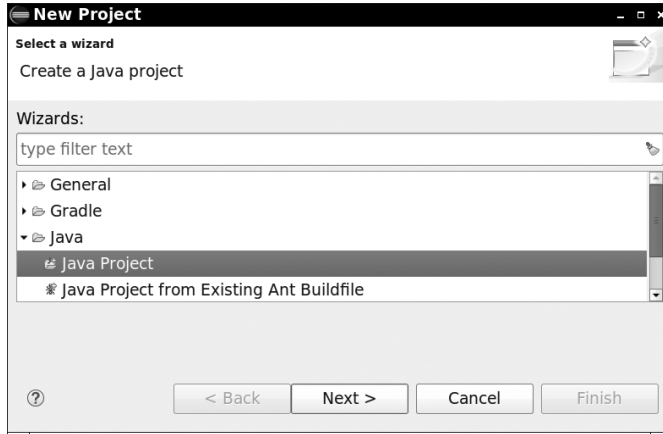 New Project
Select a wizard
Create a Java project
Wizards:
type filter text
General
Gradle
Java
Java Project
Java Project from Existing Ant Buildfile
? < Back Next > Cancel Finish